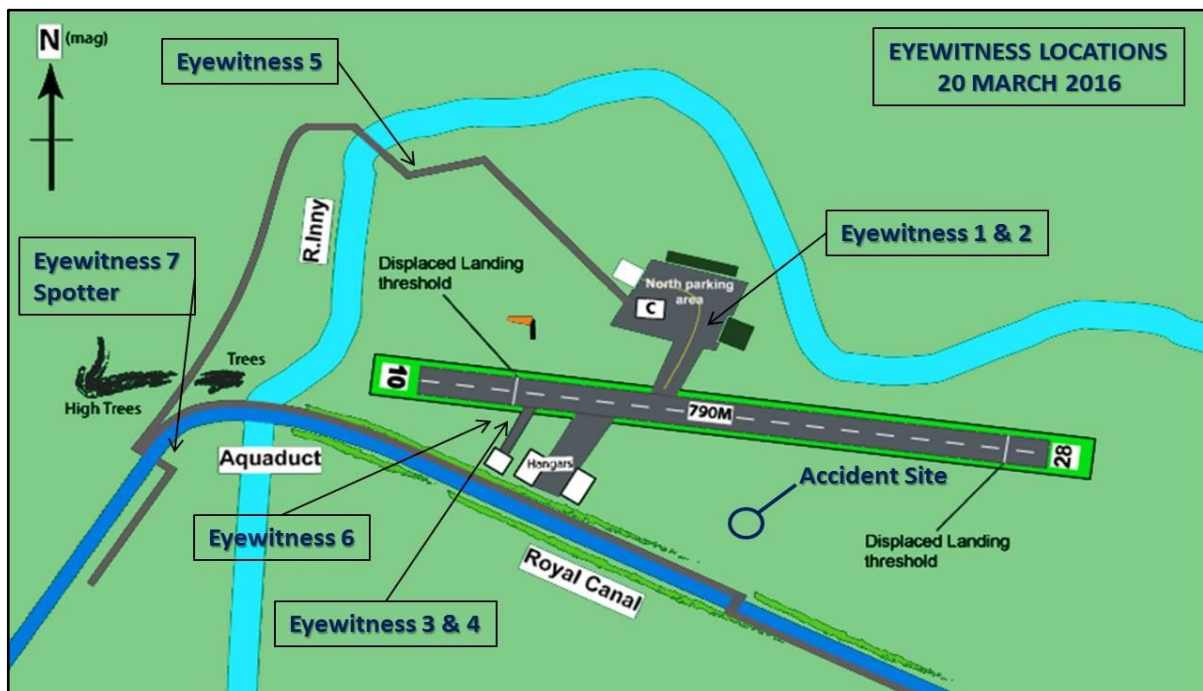 N (mag)
Eyewitness 5
EYEWITNESS LOCATIONS
20 MARCH 2016
R.Inny
Eyewitness 1 & 2
Eyewitness 7
Spotter
Displaced Landing
threshold
North parking
area
C
Trees
High Trees
10
790M
28
Aquaduct
Hangars
Accident Site
Eyewitness 6
Displaced Landing
threshold
Royal Canal
Eyewitness 3 & 4